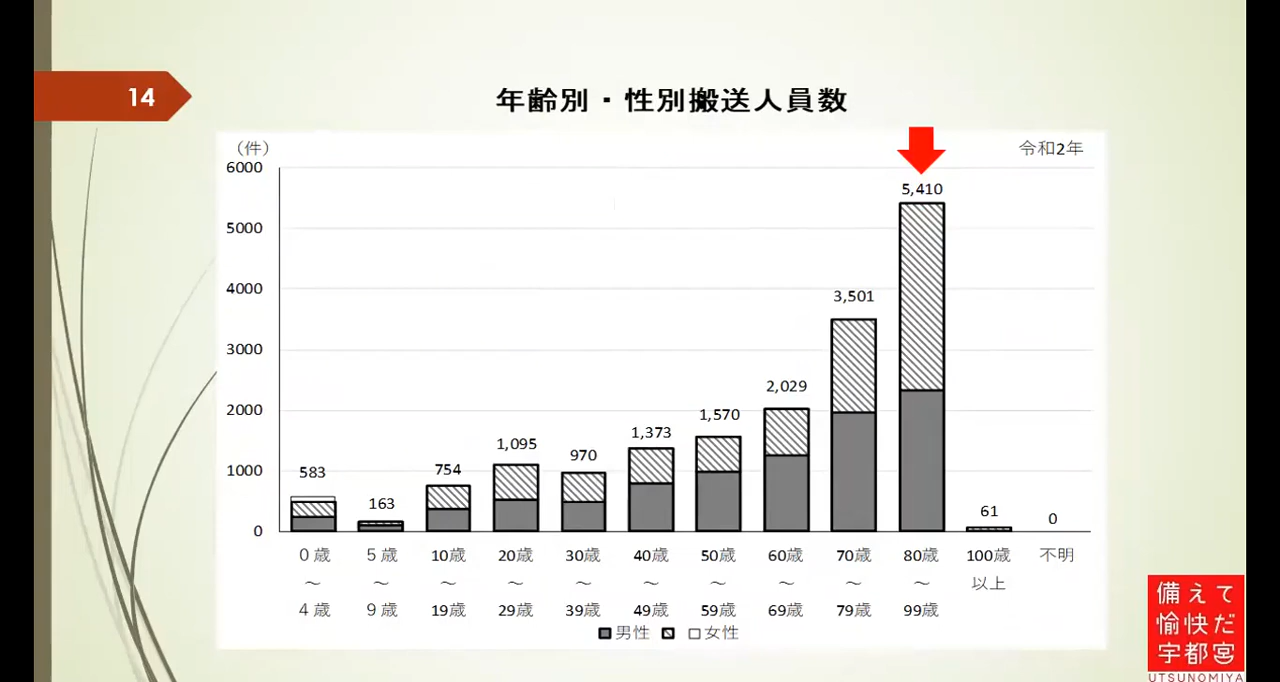 14
年齢別・性別搬送人員数
（件）
令和2年
6000
5000
4000
3000
2000
1000
0
583
163
754
1,095
970
1,373
1,570
2,029
3,501
5,410
61
0
0歳 5歳 10歳 20歳 30歳 40歳 50歳 60歳 70歳 80歳 100歳 不明
～ ～ ～ ～ ～ ～ ～ ～ ～ ～ 以上
4歳 9歳 19歳 29歳 39歳 49歳 59歳 69歳 79歳 99歳
男性 女性
備えて
愉快だ
宇都宮
UTSUNOMIYA